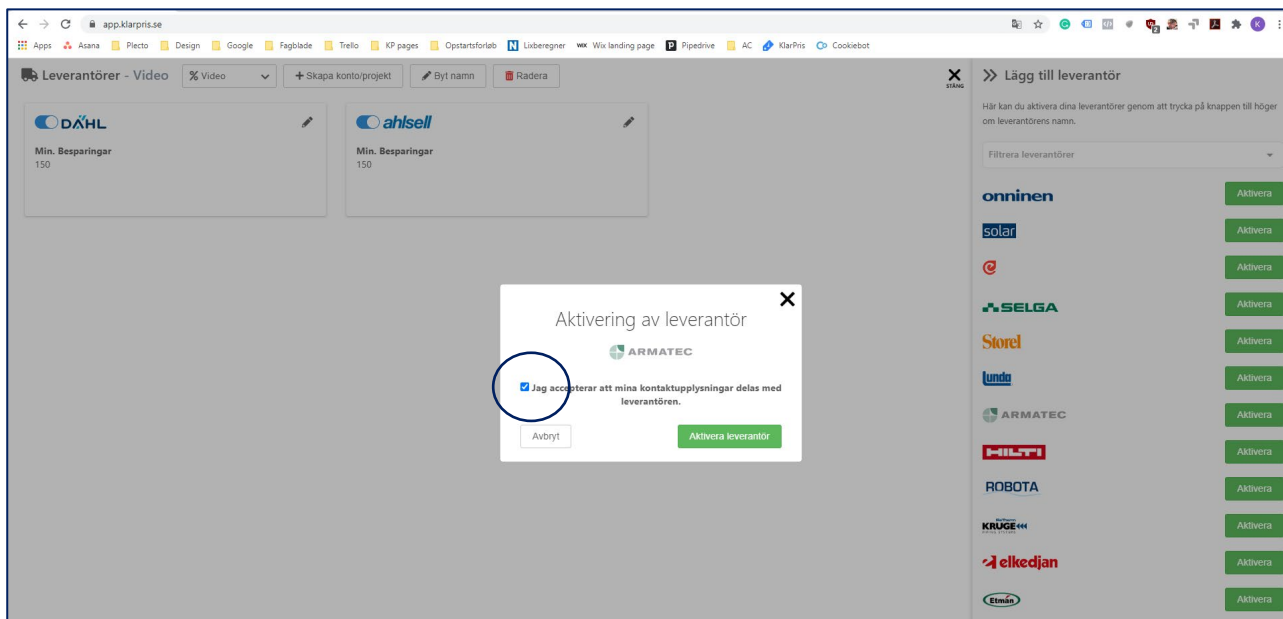 app.klarpris.se
Apps Asana Plecto Design Google Fagblade Trello KP pages Opstartsforløb Lixberegner WIX Wix landing page Pipedrive AC KlarPris Cookiebot
Leverantörer - Video % Video + Skapa konto/projekt Byt namn Radera
STÄNG
Lägg till leverantör
Här kan du aktivera dina leverantörer genom att trycka på knappen till höger
om leverantörens namn.
Filtrera leverantörer
DAHL
Min. Besparingar
150
ahlsell
Min. Besparingar
150
Aktivering av leverantör
ARMATEC
Jag accepterar att mina kontaktupplysningar delas med
leverantören.
Avbryt Aktivera leverantör
onninen Aktivera
solar Aktivera
e Aktivera
SELGA Aktivera
Storel Aktivera
lunda Aktivera
ARMATEC Aktivera
HILTI Aktivera
ROBOTA Aktivera
KRUGE Aktivera
elkedjan Aktivera
Etman Aktivera